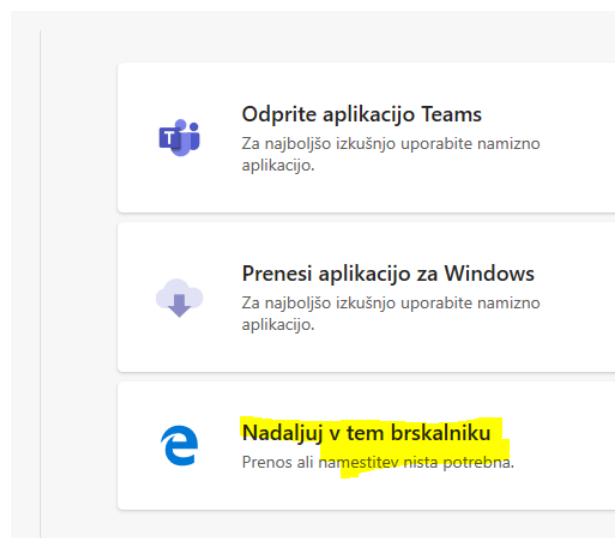 Odprite aplikacijo Teams
Za najboljšo izkušnjo uporabite namizno
aplikacijo.
Prenesi aplikacijo za Windows
Za najboljšo izkušnjo uporabite namizno
aplikacijo.
Nadaljuj v tem brskalniku
Prenos ali namestitev nista potrebna.